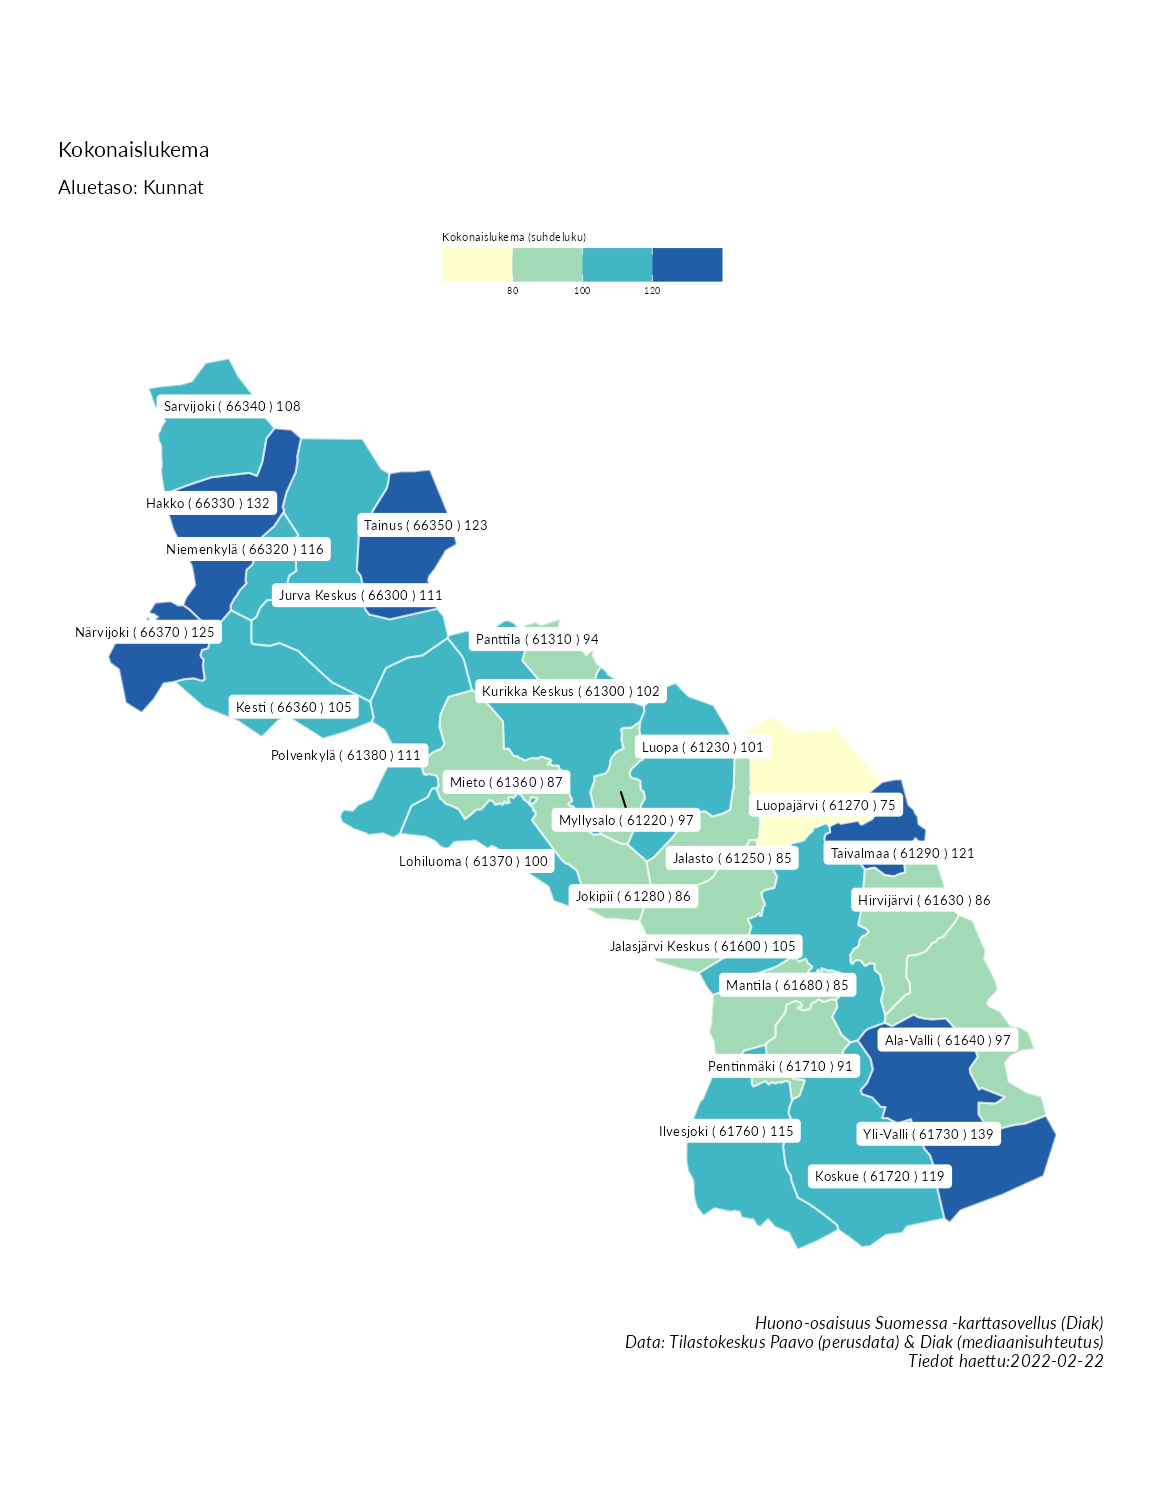 Kokonaislukema
Aluetaso: Kunnat
Kokonaislukema (suhdeluku)
80 100 120
Sarvijoki ( 66340 ) 108
Hakko ( 66330 ) 132
Tainus ( 66350 ) 123
Niemenkylä ( 66320 ) 116
Jurva Keskus ( 66300 ) 111
Närvijoki ( 66370 ) 125
Panttila ( 61310 ) 94
Kurikka Keskus ( 61300 ) 102
Kesti ( 66360 ) 105
Luopa ( 61230 ) 101
Polvenkylä ( 61380 ) 111
Mieto ( 61360 ) 87
Luopajärvi ( 61270 ) 75
Myllysalo ( 61220 ) 97
Taivalmaa ( 61290 ) 121
Jalasto ( 61250 ) 85
Lohiluoma ( 61370 ) 100
Jokipii ( 61280 ) 86
Hirvijärvi ( 61630 ) 86
Jalasjärvi Keskus ( 61600 ) 105
Mantila ( 61680 ) 85
Ala-Valli ( 61640 ) 97
Pentinmäki ( 61710 ) 91
Ilvesjoki ( 61760 ) 115
Yli-Valli ( 61730 ) 139
Koskue ( 61720 ) 119
Huono-osaisuus Suomessa -karttasovellus (Diak)
Data: Tilastokeskus Paavo (perusdata) & Diak (mediaanisuhteutus)
Tiedot haettu:2022-02-22